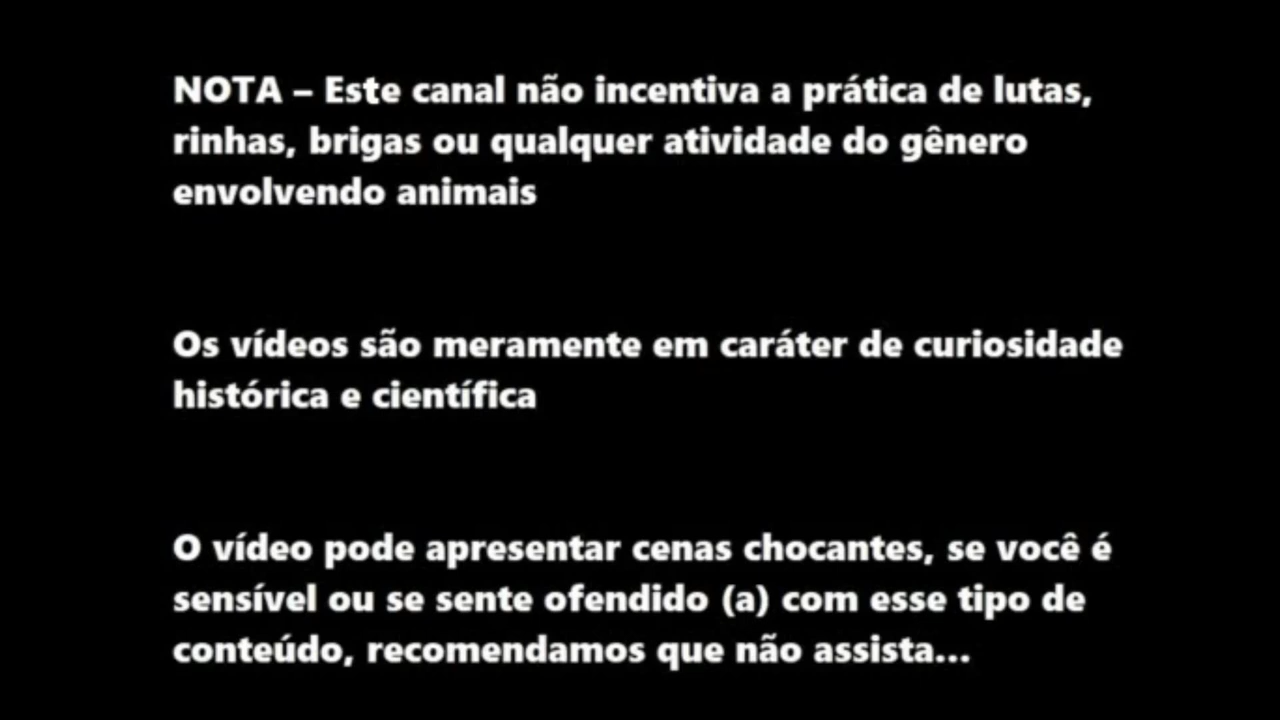 NOTA – Este canal não incentiva a prática de lutas,
rinhas, brigas ou qualquer atividade do gênero
envolvendo animais
Os vídeos são meramente em caráter de curiosidade
histórica e científica
O vídeo pode apresentar cenas chocantes, se você é
sensível ou se sente ofendido (a) com esse tipo de
conteúdo, recomendamos que não assista...